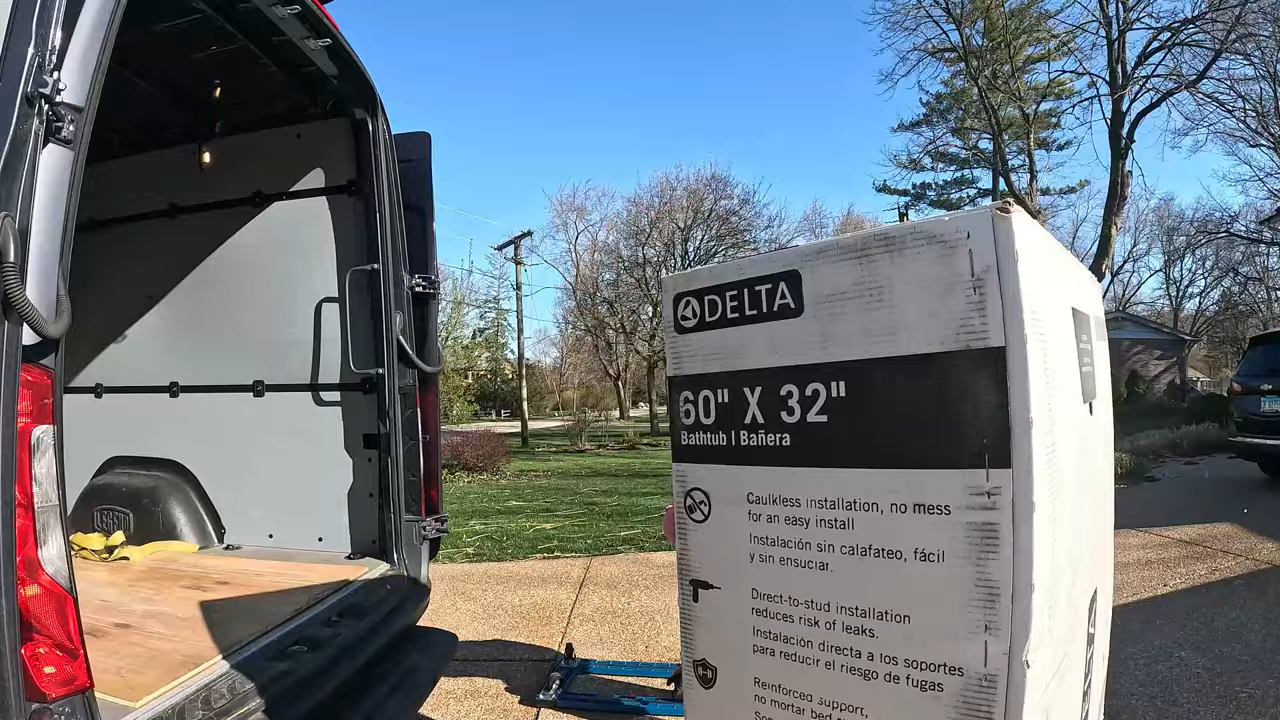 DELTA
60" X 32"
Bathtub | Bañera
Caulkless installation, no mess
for an easy install
Instalación sin calafateo, fácil
y sin ensuciar.
Direct-to-stud installation
reduces risk of leaks.
Instalación directa a los soportes
para reducir el riesgo de fugas
Reinforced support,
no mortar bed
LEGEND